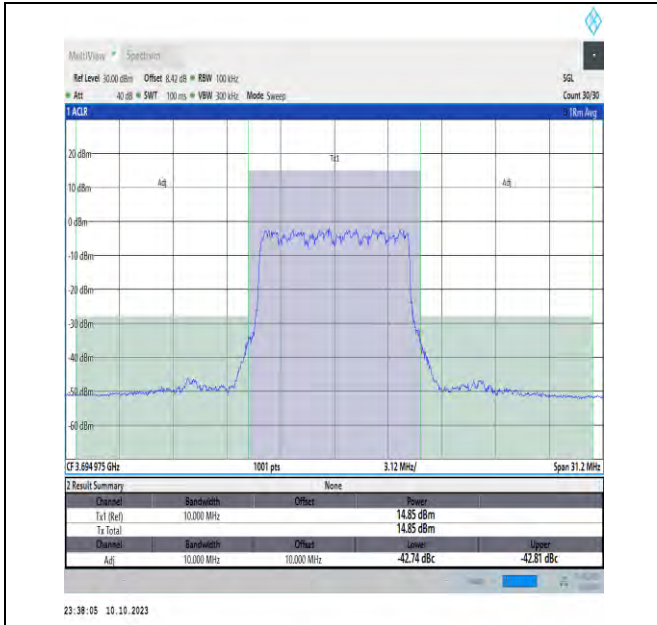 MultiView Spectrum
Ref Level 30.00 dBm Offset 8.42 dB RBW 100 kHz SGL
Att 40 dB SWT 100 ms VBW 300 kHz Mode Sweep Count 30/30
1 ACLR 1Rm Avg
20 dBm
Tx1
Adj Adj
10 dBm
0 dBm
-10 dBm
-20 dBm
-30 dBm
-40 dBm
-50 dBm
-60 dBm
CF 3.694975 GHz 1001 pts 3.12 MHz/ Span 31.2 MHz
2 Result Summary None
Channel Bandwidth Offset Power
Tx1 (Ref) 10.000 MHz 14.85 dBm
Tx Total 14.85 dBm
Channel Bandwidth Offset Lower Upper
Adj 10.000 MHz 10.000 MHz -42.74 dBc -42.81 dBc
23:38:05 10.10.2023